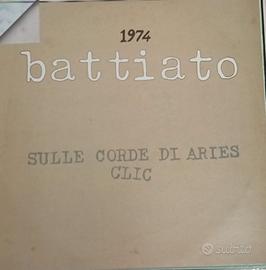 1974
battiato
SULLE CORDE DI ARIES
CLIC
subito